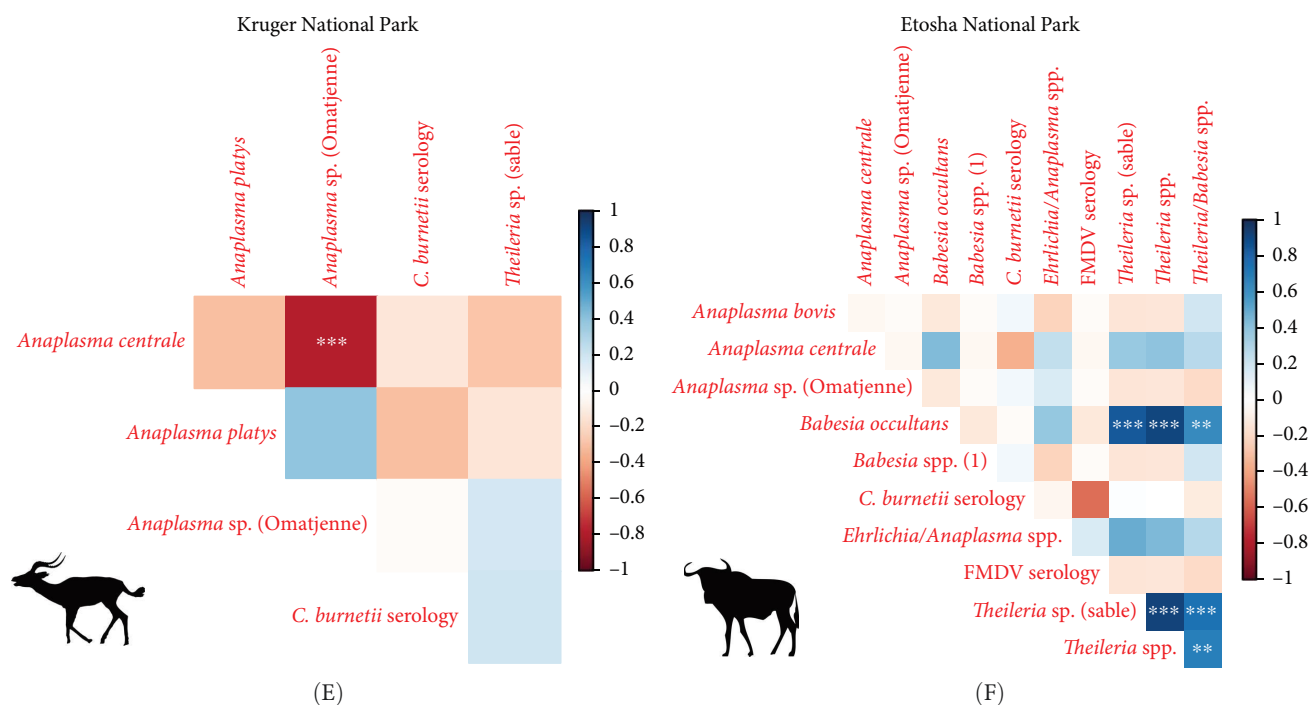 Kruger National Park
Anaplasma platys
Anaplasma sp. (Omatjenne)
C. burnetii serology
Theileria sp. (sable)
Anaplasma centrale
Anaplasma platys
Anaplasma sp. (Omatjenne)
C. burnetii serology
***
1
0.8
0.6
0.4
0.2
0
−0.2
−0.4
−0.6
−0.8
−1
(E)
Etosha National Park
Anaplasma centrale
Anaplasma sp. (Omatjenne)
Babesia occultans
Babesia spp. (1)
C. burnetii serology
Ehrlichia/Anaplasma spp.
FMDV serology
Theileria sp. (sable)
Theileria spp.
Theileria/Babesia spp.
Anaplasma bovis
Anaplasma centrale
Anaplasma sp. (Omatjenne)
Babesia occultans *** *** **
Babesia spp. (1)
C. burnetii serology
Ehrlichia/Anaplasma spp.
FMDV serology
Theileria sp. (sable) *** ***
Theileria spp. **
1
0.8
0.6
0.4
0.2
0
−0.2
−0.4
−0.6
−0.8
−1
(F)